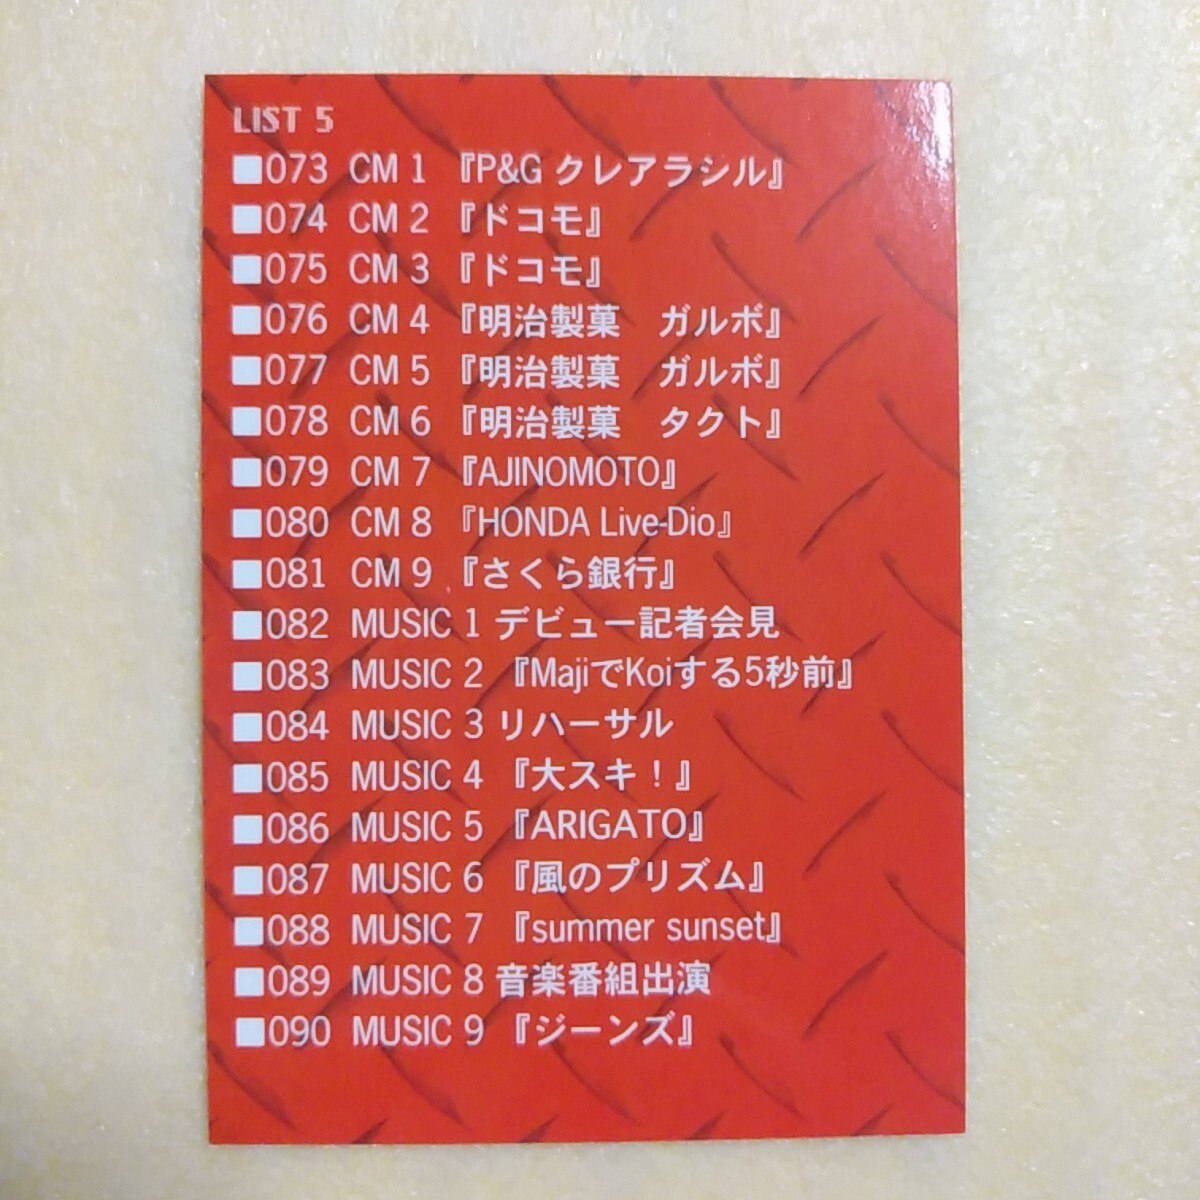 LIST 5
■073 CM 1 『P&G クレアラシル』
■074 CM 2 『ドコモ』
■075 CM 3 『ドコモ』
■076 CM 4 『明治製菓　ガルボ』
■077 CM 5 『明治製菓　ガルボ』
■078 CM 6 『明治製菓　タクト』
■079 CM 7 『AJINOMOTO』
■080 CM 8 『HONDA Live-Dio』
■081 CM 9 『さくら銀行』
■082 MUSIC 1 デビュー記者会見
■083 MUSIC 2 『MajiでKoiする5秒前』
■084 MUSIC 3 リハーサル
■085 MUSIC 4 『大スキ！』
■086 MUSIC 5 『ARIGATO』
■087 MUSIC 6 『風のプリズム』
■088 MUSIC 7 『summer sunset』
■089 MUSIC 8 音楽番組出演
■090 MUSIC 9 『ジーンズ』